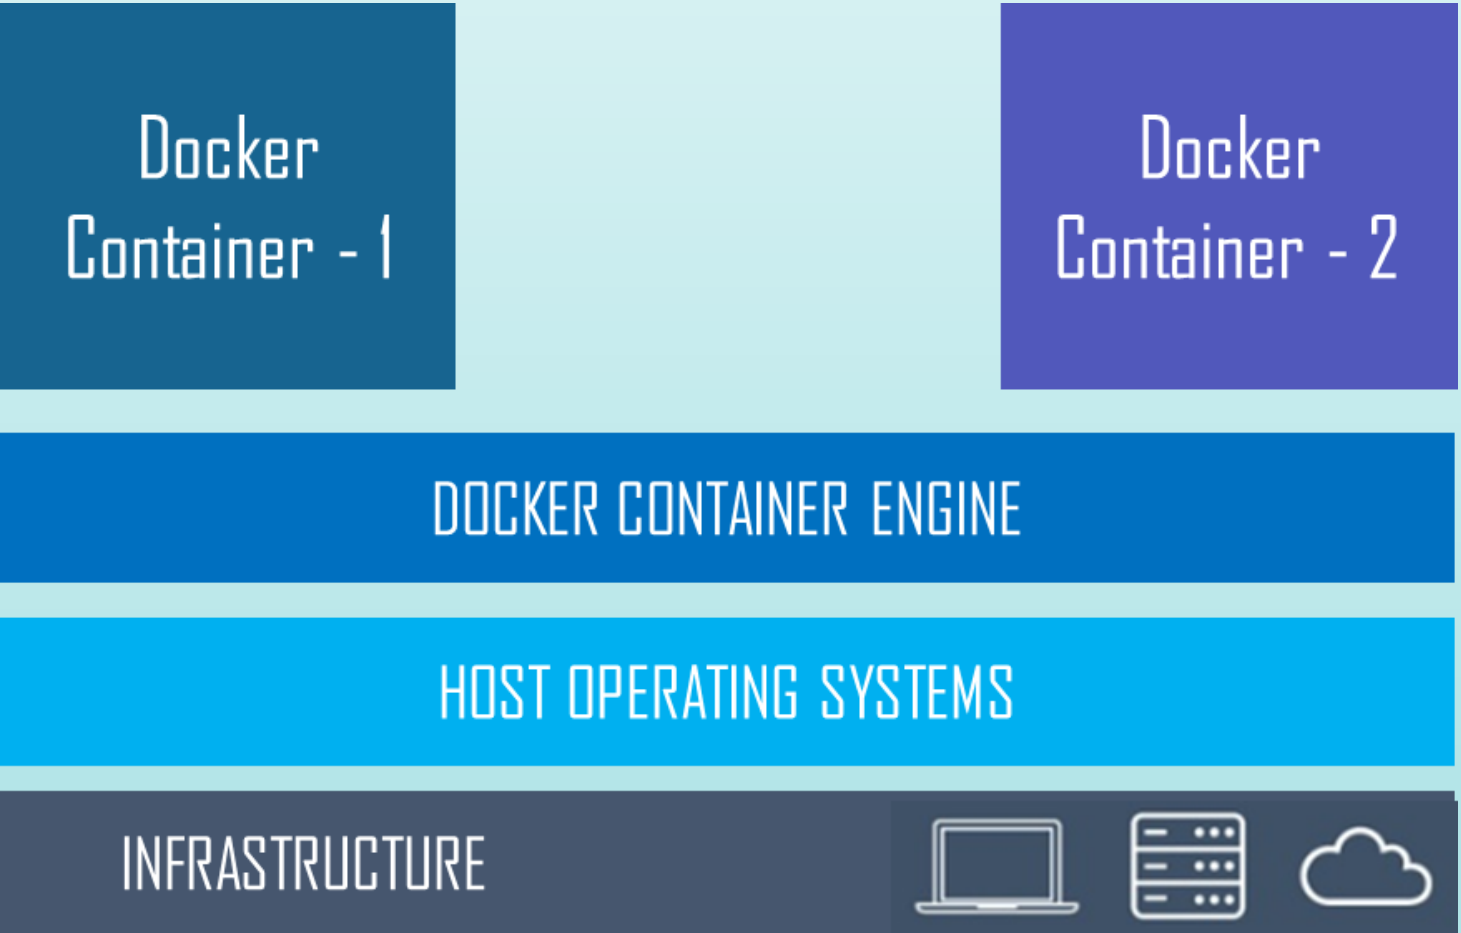 Docker
Container - 1
Docker
Container - 2
DOCKER CONTAINER ENGINE
HOST OPERATING SYSTEMS
INFRASTRUCTURE